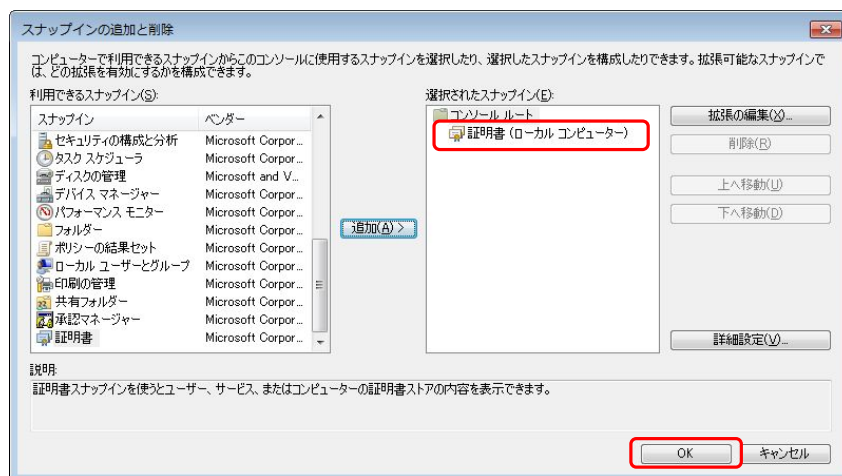 スナップインの追加と削除
コンピューターで利用できるスナップインからこのコンソールに使用するスナップインを選択したり、選択したスナップインを構成したりできます。拡張可能なスナップインで
は、どの拡張を有効にするかを構成できます。
利用できるスナップイン(S):
スナップイン ベンダー
セキュリティの構成と分析 Microsoft Corpor...
タスク スケジューラ Microsoft Corpor...
ディスクの管理 Microsoft and V...
デバイス マネージャー Microsoft Corpor...
パフォーマンス モニター Microsoft Corpor...
フォルダー Microsoft Corpor...
ポリシーの結果セット Microsoft Corpor...
ローカル ユーザーとグループ Microsoft Corpor...
印刷の管理 Microsoft Corpor...
共有フォルダー Microsoft Corpor...
承認マネージャー Microsoft Corpor...
証明書 Microsoft Corpor...
追加(A) >
選択されたスナップイン(E):
コンソール ルート
証明書 (ローカル コンピューター)
拡張の編集(X)...
削除(R)
上へ移動(U)
下へ移動(D)
詳細設定(V)...
説明:
証明書スナップインを使うとユーザー、サービス、またはコンピューターの証明書ストアの内容を表示できます。
OK
キャンセル